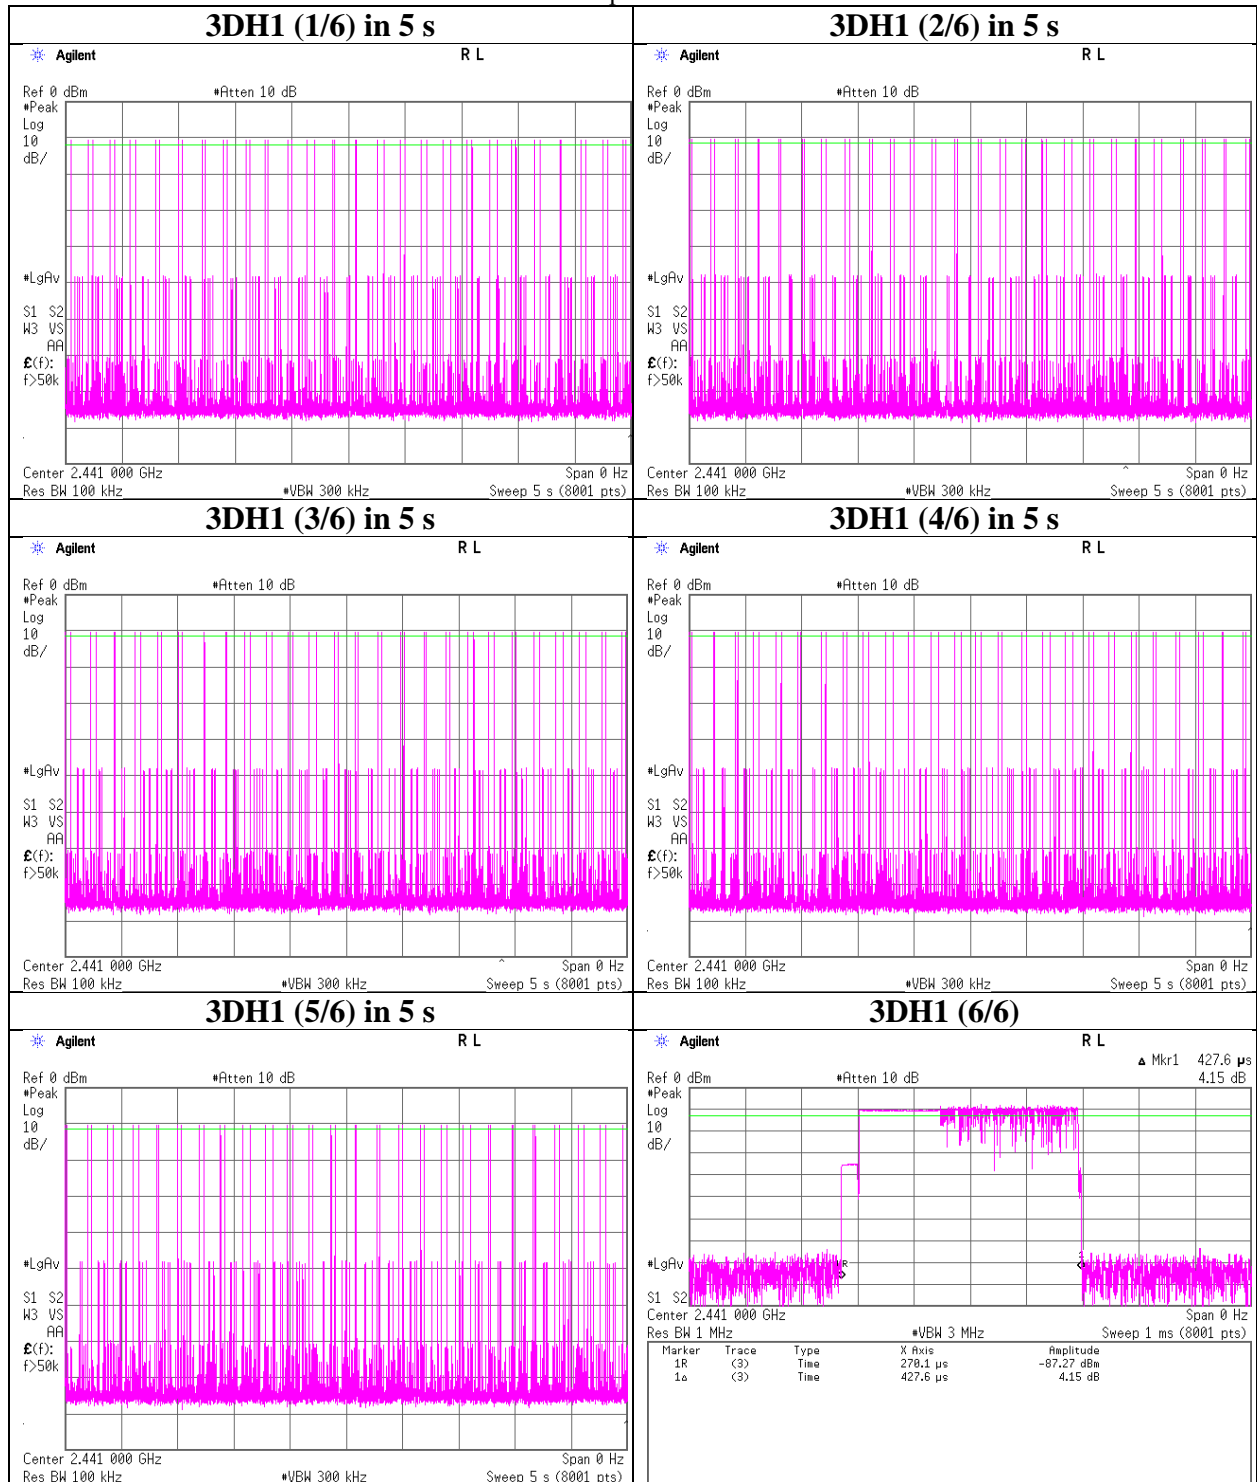 3DH1 (1/6) in 5 s
Agilent
R L
Ref 0 dBm
#Atten 10 dB
#Peak
Log
10
dB/
#LgAv
S1 S2
W3 VS
AA
£(f):
f>50k
Center 2.441 000 GHz
Span 0 Hz
Res BW 100 kHz
#VBW 300 kHz
Sweep 5 s (8001 pts)
3DH1 (2/6) in 5 s
Agilent
R L
Ref 0 dBm
#Atten 10 dB
#Peak
Log
10
dB/
#LgAv
S1 S2
W3 VS
AA
£(f):
f>50k
Center 2.441 000 GHz
Span 0 Hz
Res BW 100 kHz
#VBW 300 kHz
Sweep 5 s (8001 pts)
3DH1 (3/6) in 5 s
Agilent
R L
Ref 0 dBm
#Atten 10 dB
#Peak
Log
10
dB/
#LgAv
S1 S2
W3 VS
AA
£(f):
f>50k
Center 2.441 000 GHz
Span 0 Hz
Res BW 100 kHz
#VBW 300 kHz
Sweep 5 s (8001 pts)
3DH1 (4/6) in 5 s
Agilent
R L
Ref 0 dBm
#Atten 10 dB
#Peak
Log
10
dB/
#LgAv
S1 S2
W3 VS
AA
£(f):
f>50k
Center 2.441 000 GHz
Span 0 Hz
Res BW 100 kHz
#VBW 300 kHz
Sweep 5 s (8001 pts)
3DH1 (5/6) in 5 s
Agilent
R L
Ref 0 dBm
#Atten 10 dB
#Peak
Log
10
dB/
#LgAv
S1 S2
W3 VS
AA
£(f):
f>50k
Center 2.441 000 GHz
Span 0 Hz
Res BW 100 kHz
#VBW 300 kHz
Sweep 5 s (8001 pts)
3DH1 (6/6)
Agilent
R L
Δ Mkr1 427.6 µs
Ref 0 dBm
#Atten 10 dB
4.15 dB
#Peak
Log
10
dB/
#LgAv
R
1
S1 S2
Center 2.441 000 GHz
Span 0 Hz
Res BW 1 MHz
#VBW 3 MHz
Sweep 1 ms (8001 pts)
Marker Trace Type X Axis Amplitude
1R (3) Time 270.1 µs -87.27 dBm
1Δ (3) Time 427.6 µs 4.15 dB